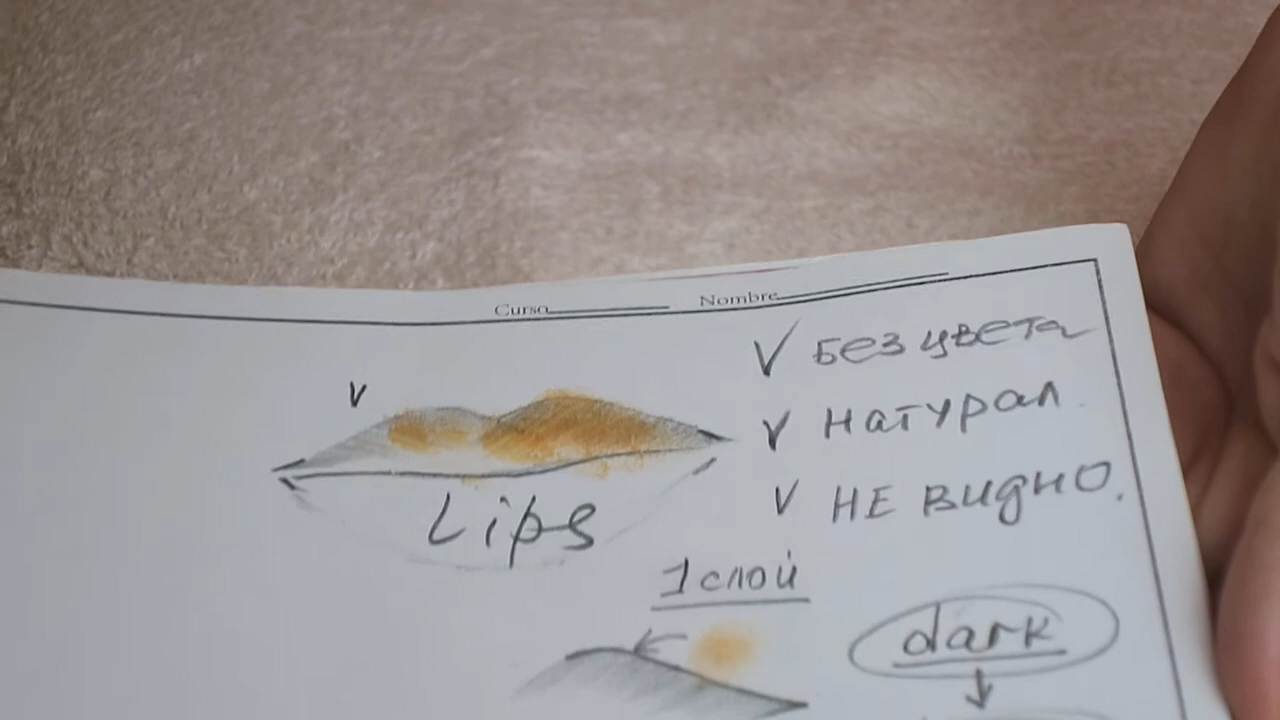 Curso Nombre
V без цвета
V
V натурал.
Lips
V не видно.
1 слой
dark